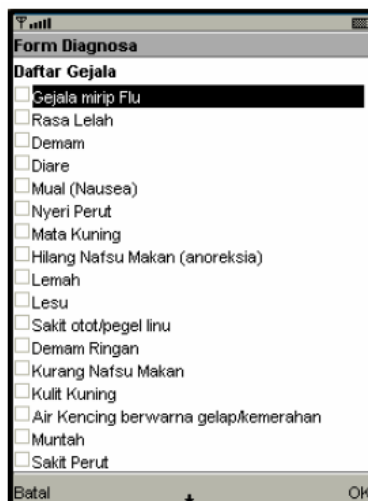 Form Diagnosa
Daftar Gejala
Gejala mirip Flu
Rasa Lelah
Demam
Diare
Mual (Nausea)
Nyeri Perut
Mata Kuning
Hilang Nafsu Makan (anoreksia)
Lemah
Lesu
Sakit otot/pegel linu
Demam Ringan
Kurang Nafsu Makan
Kulit Kuning
Air Kencing berwarna gelap/kemerahan
Muntah
Sakit Perut
Batal OK